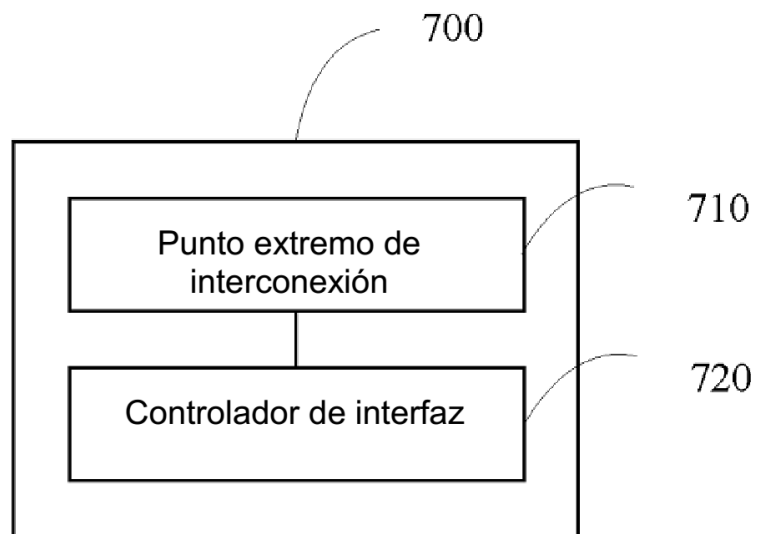 700
Punto extremo de
interconexión
710
Controlador de interfaz
720